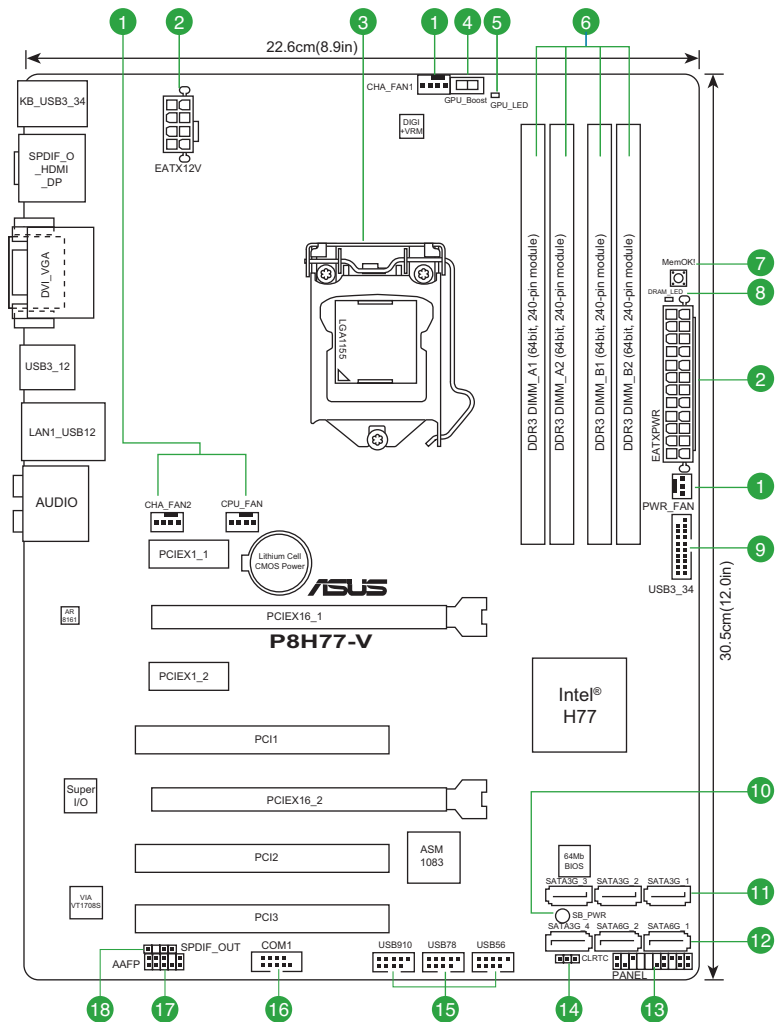 1
2
3
1
4
5
6
22.6cm(8.9in)
KB_USB3_34
CHA_FAN1
GPU_Boost
GPU_LED
DIGI
+VRM
EATX12V
SPDIF_O
_HDMI
_DP
DVI_VGA
LGA1155
DDR3 DIMM_A1 (64bit, 240-pin module)
DDR3 DIMM_A2 (64bit, 240-pin module)
DDR3 DIMM_B1 (64bit, 240-pin module)
DDR3 DIMM_B2 (64bit, 240-pin module)
MemOK!
7
DRAM_LED
8
USB3_12
2
EATXPWR
LAN1_USB12
AUDIO
1
CHA_FAN2
CPU_FAN
PWR_FAN
1
PCIEX1_1
Lithium Cell
CMOS Power
9
USB3_34
ASUS
AR
8161
PCIEX16_1
P8H77-V
30.5cm(12.0in)
PCIEX1_2
Intel®
H77
PCI1
Super
I/O
PCIEX16_2
10
PCI2
ASM
1083
64Mb
BIOS
SATA3G_3
SATA3G_2
SATA3G_1
11
VIA
VT1708S
PCI3
SB_PWR
SATA3G_4
SATA6G_2
SATA6G_1
12
SPDIF_OUT
AAFP
COM1
USB910
USB78
USB56
CLRTC
PANEL
18
17
16
15
14
13